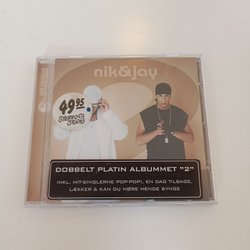 nik&jay
49.95
DOBBELT PLATIN ALBUMMET "2"
INKL. HIT-SINGLERNE POP-POP!, EN DAG TILBAGE,
LÆKKER & KAN DU HØRE HENDE SYNGE